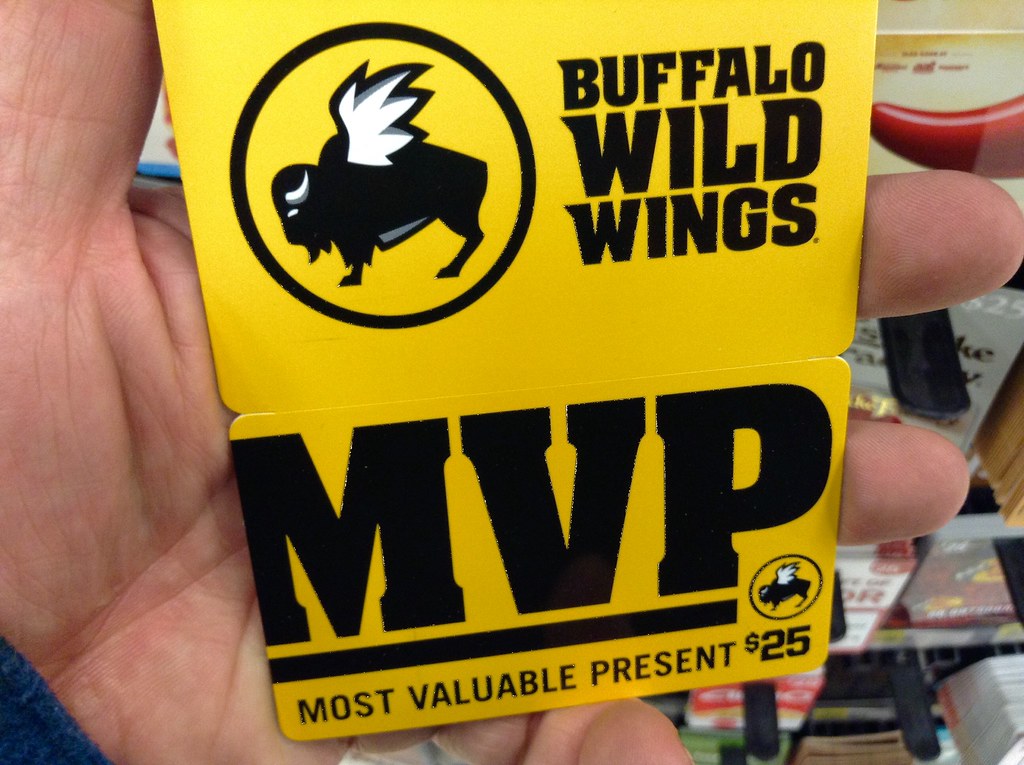 BUFFALO
WILD
WINGS
MVP
MOST VALUABLE PRESENT $25